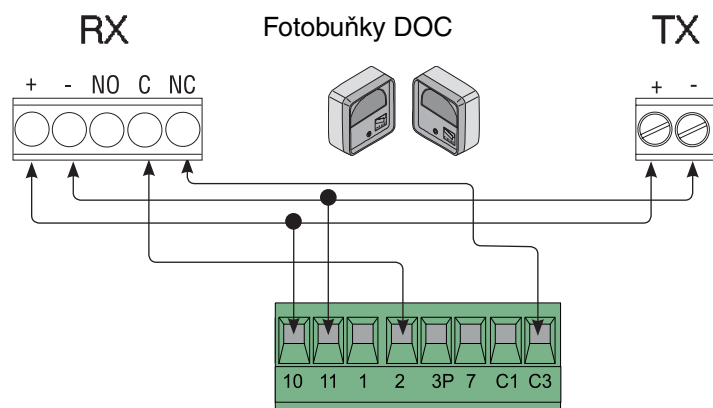 RX Fotobuňky DOC TX
+ - NO C NC + -
10 11 1 2 3P 7 C1 C3